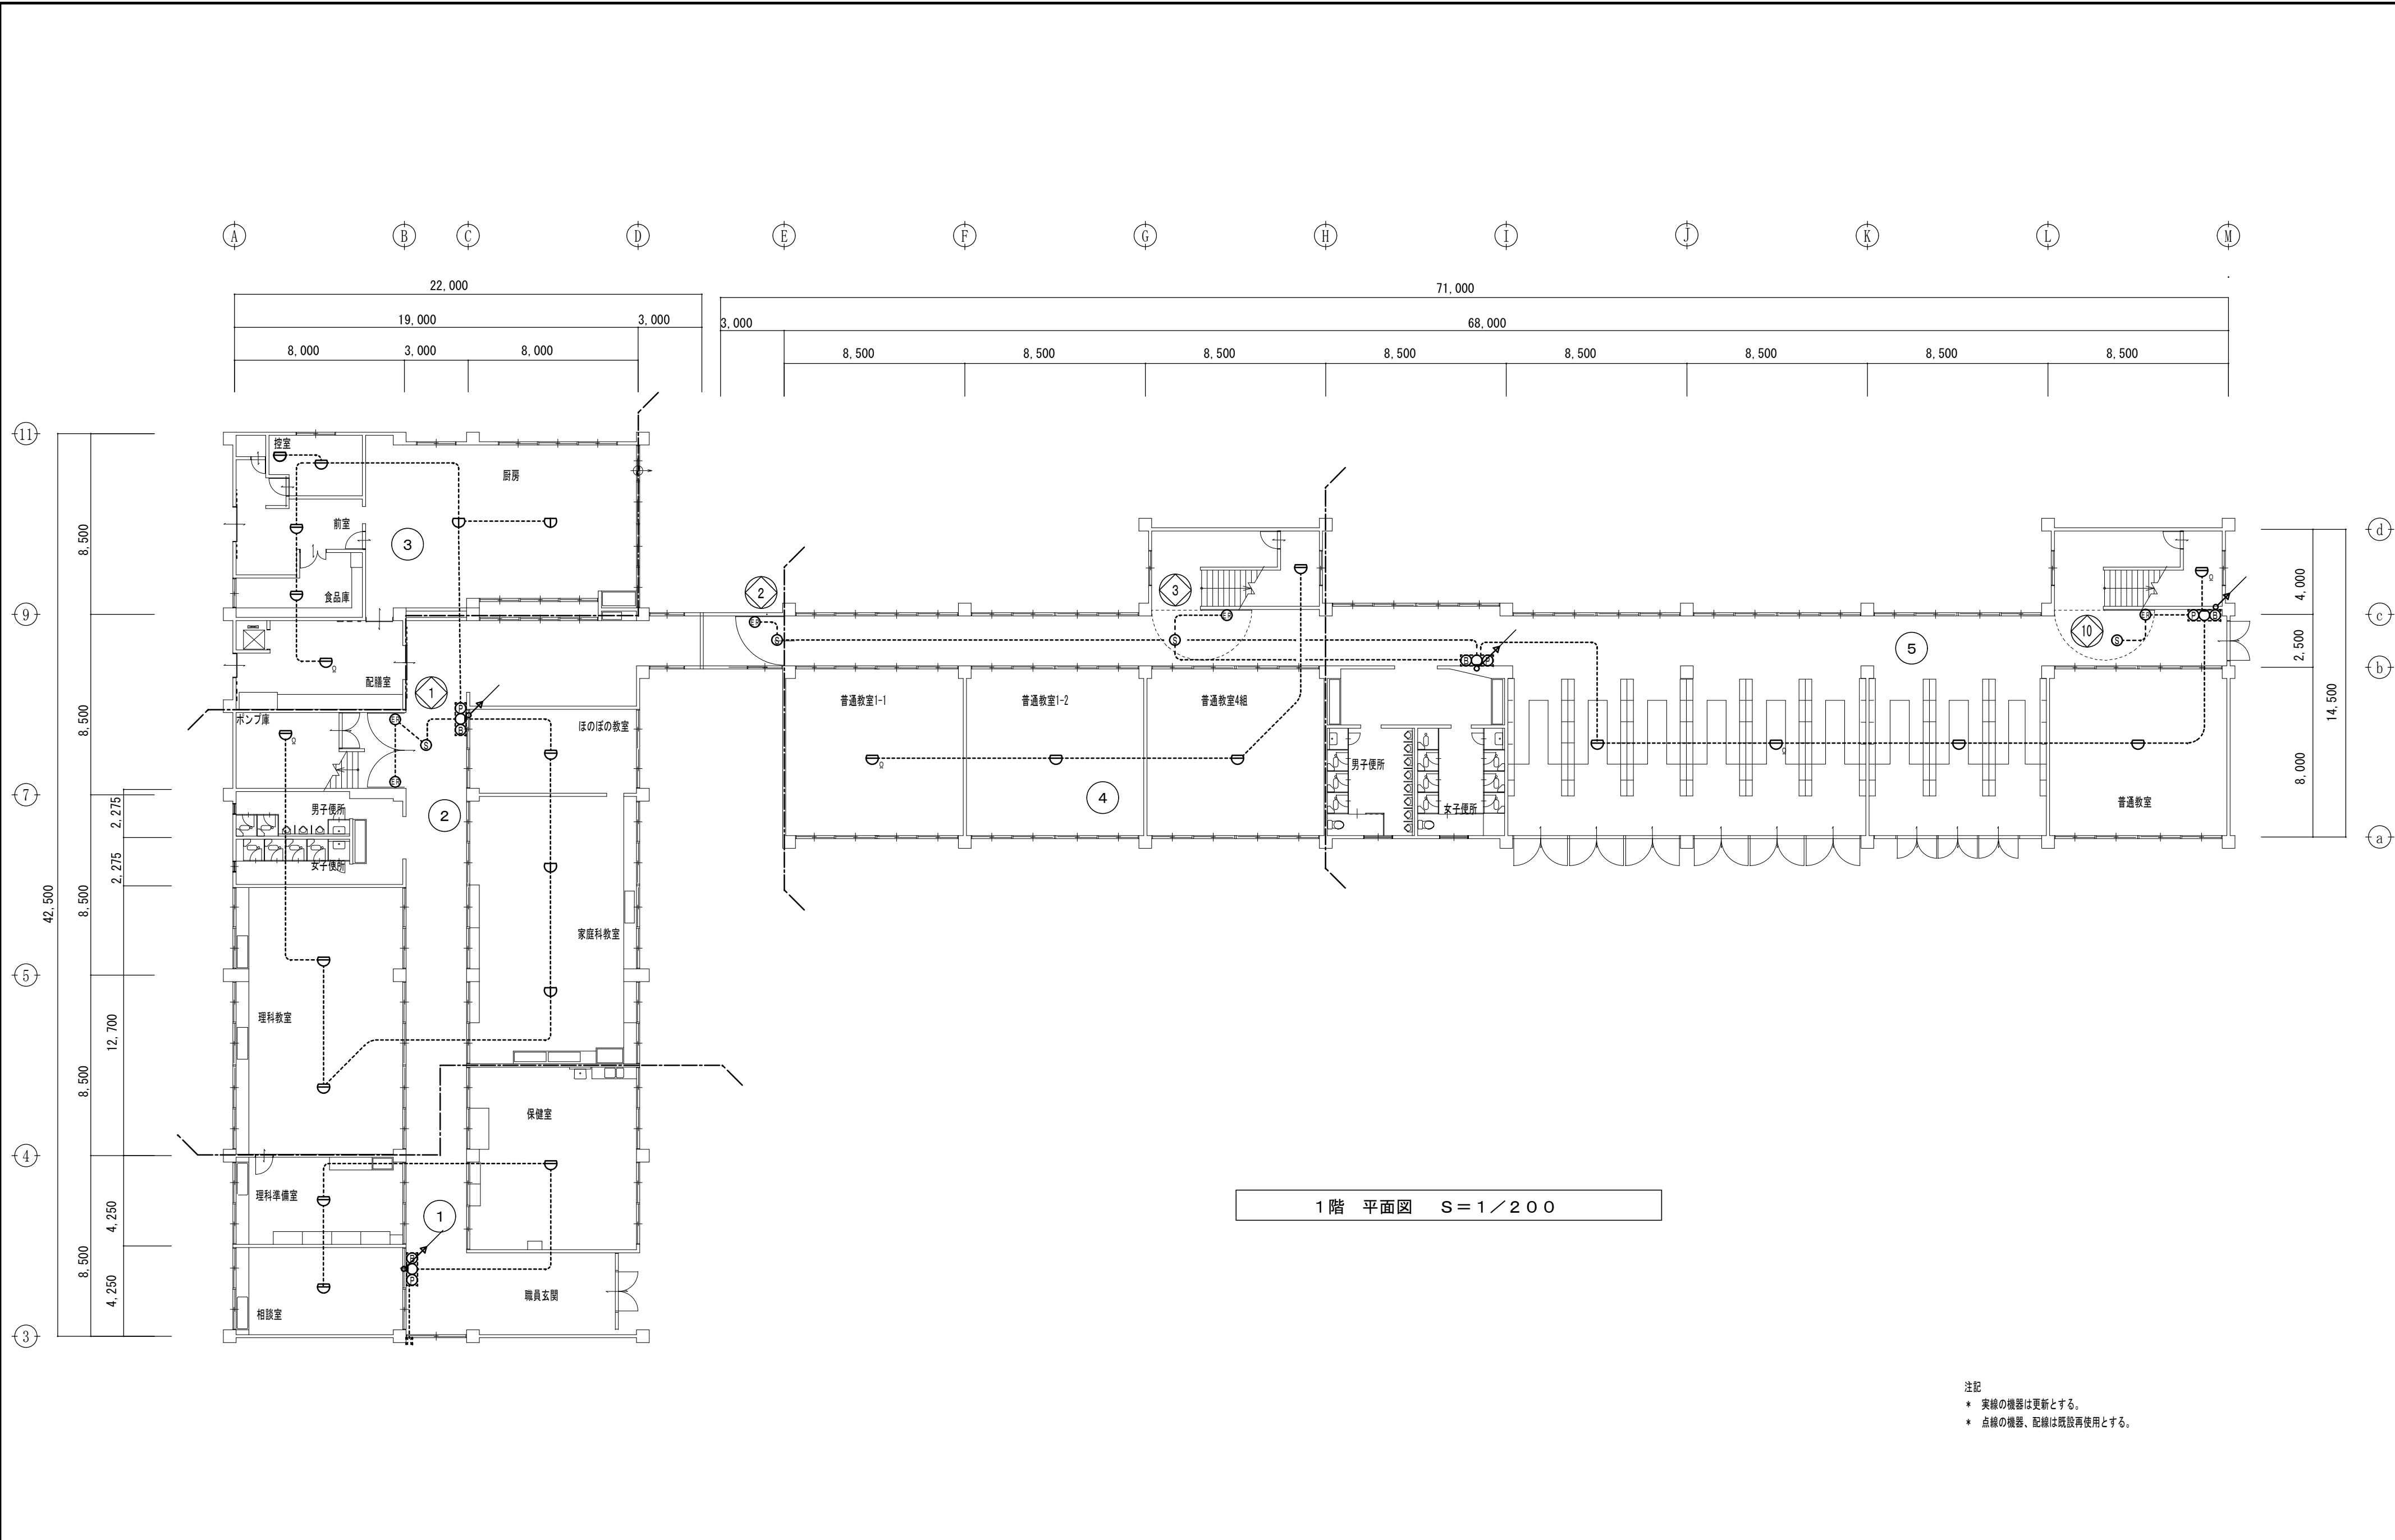 A B C D E F G H I J K L M
22,000
71,000
19,000 3,000
3,000 68,000
8,000 3,000 8,000
8,500 8,500 8,500 8,500 8,500 8,500 8,500 8,500
11
9
7
5
4
3
42,500
8,500
8,500
8,500
8,500
8,500
2,275
2,275
12,700
4,250
4,250
d
c
b
a
4,000
2,500
8,000
14,500
控室
厨房
前室
3
食品庫
配膳室
1
ポンプ庫
ほのぼの教室
P
B
S
ER
ER
2
男子便所
女子便所
家庭科教室
理科教室
保健室
理科準備室
1
B
P
相談室
職員玄関
2
ER
S
3
ER
S
普通教室1-1
普通教室1-2
普通教室4組
4
B P
男子便所
女子便所
5
10
ER
S
P B
普通教室
Ω
Ω
Ω
Ω
Ω
1階 平面図 S=1/200
注記
* 実線の機器は更新とする。
* 点線の機器、配線は既設再使用とする。